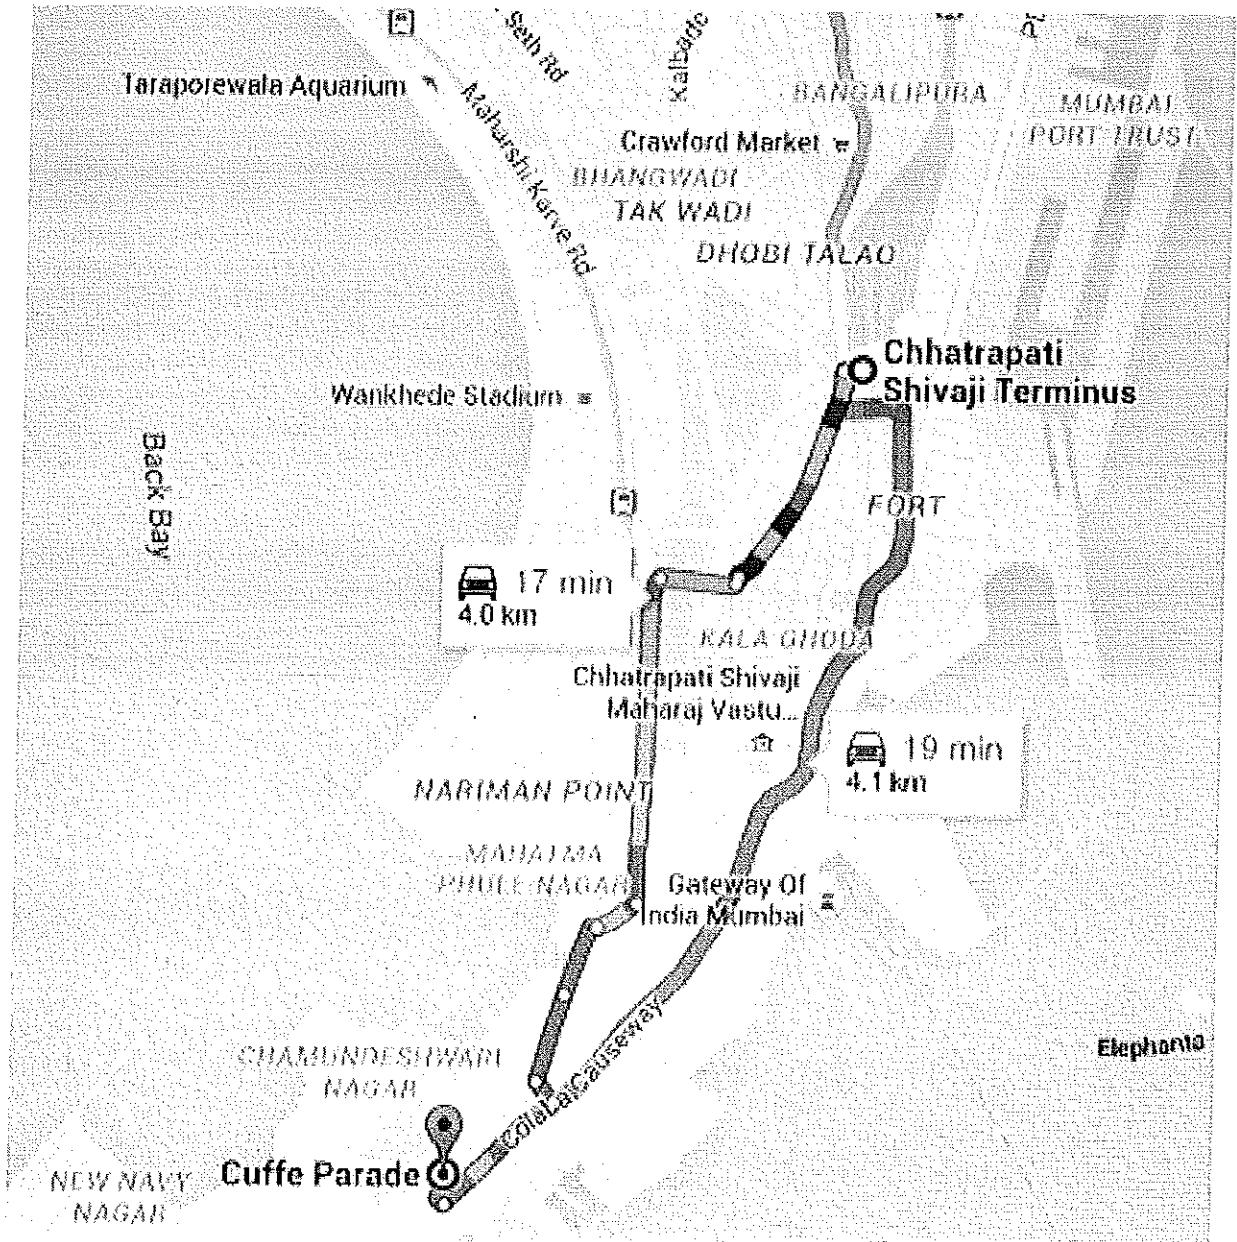 Seth Rd
Kalbade
Taraporewala Aquarium
Maharshi Karve Rd
BANGALIPURA
MUMBAI
PORT TRUST
Crawford Market
BHANGWADI
TAK WADI
DHOBI TALAO
Chhatrapati
Shivaji Terminus
Wankhede Stadium
Back Bay
FORT
17 min
4.0 km
KALA GHODA
Chhatrapati Shivaji
Maharaj Vastu...
19 min
4.1 km
NARIMAN POINT
MAHATMA
PHULE NAGAR
Gateway Of
India Mumbai
Causeway
Elephanta
CHAMUNDESHWARI
NAGAR
Cuffe Parade
NEW NAVY
NAGAR